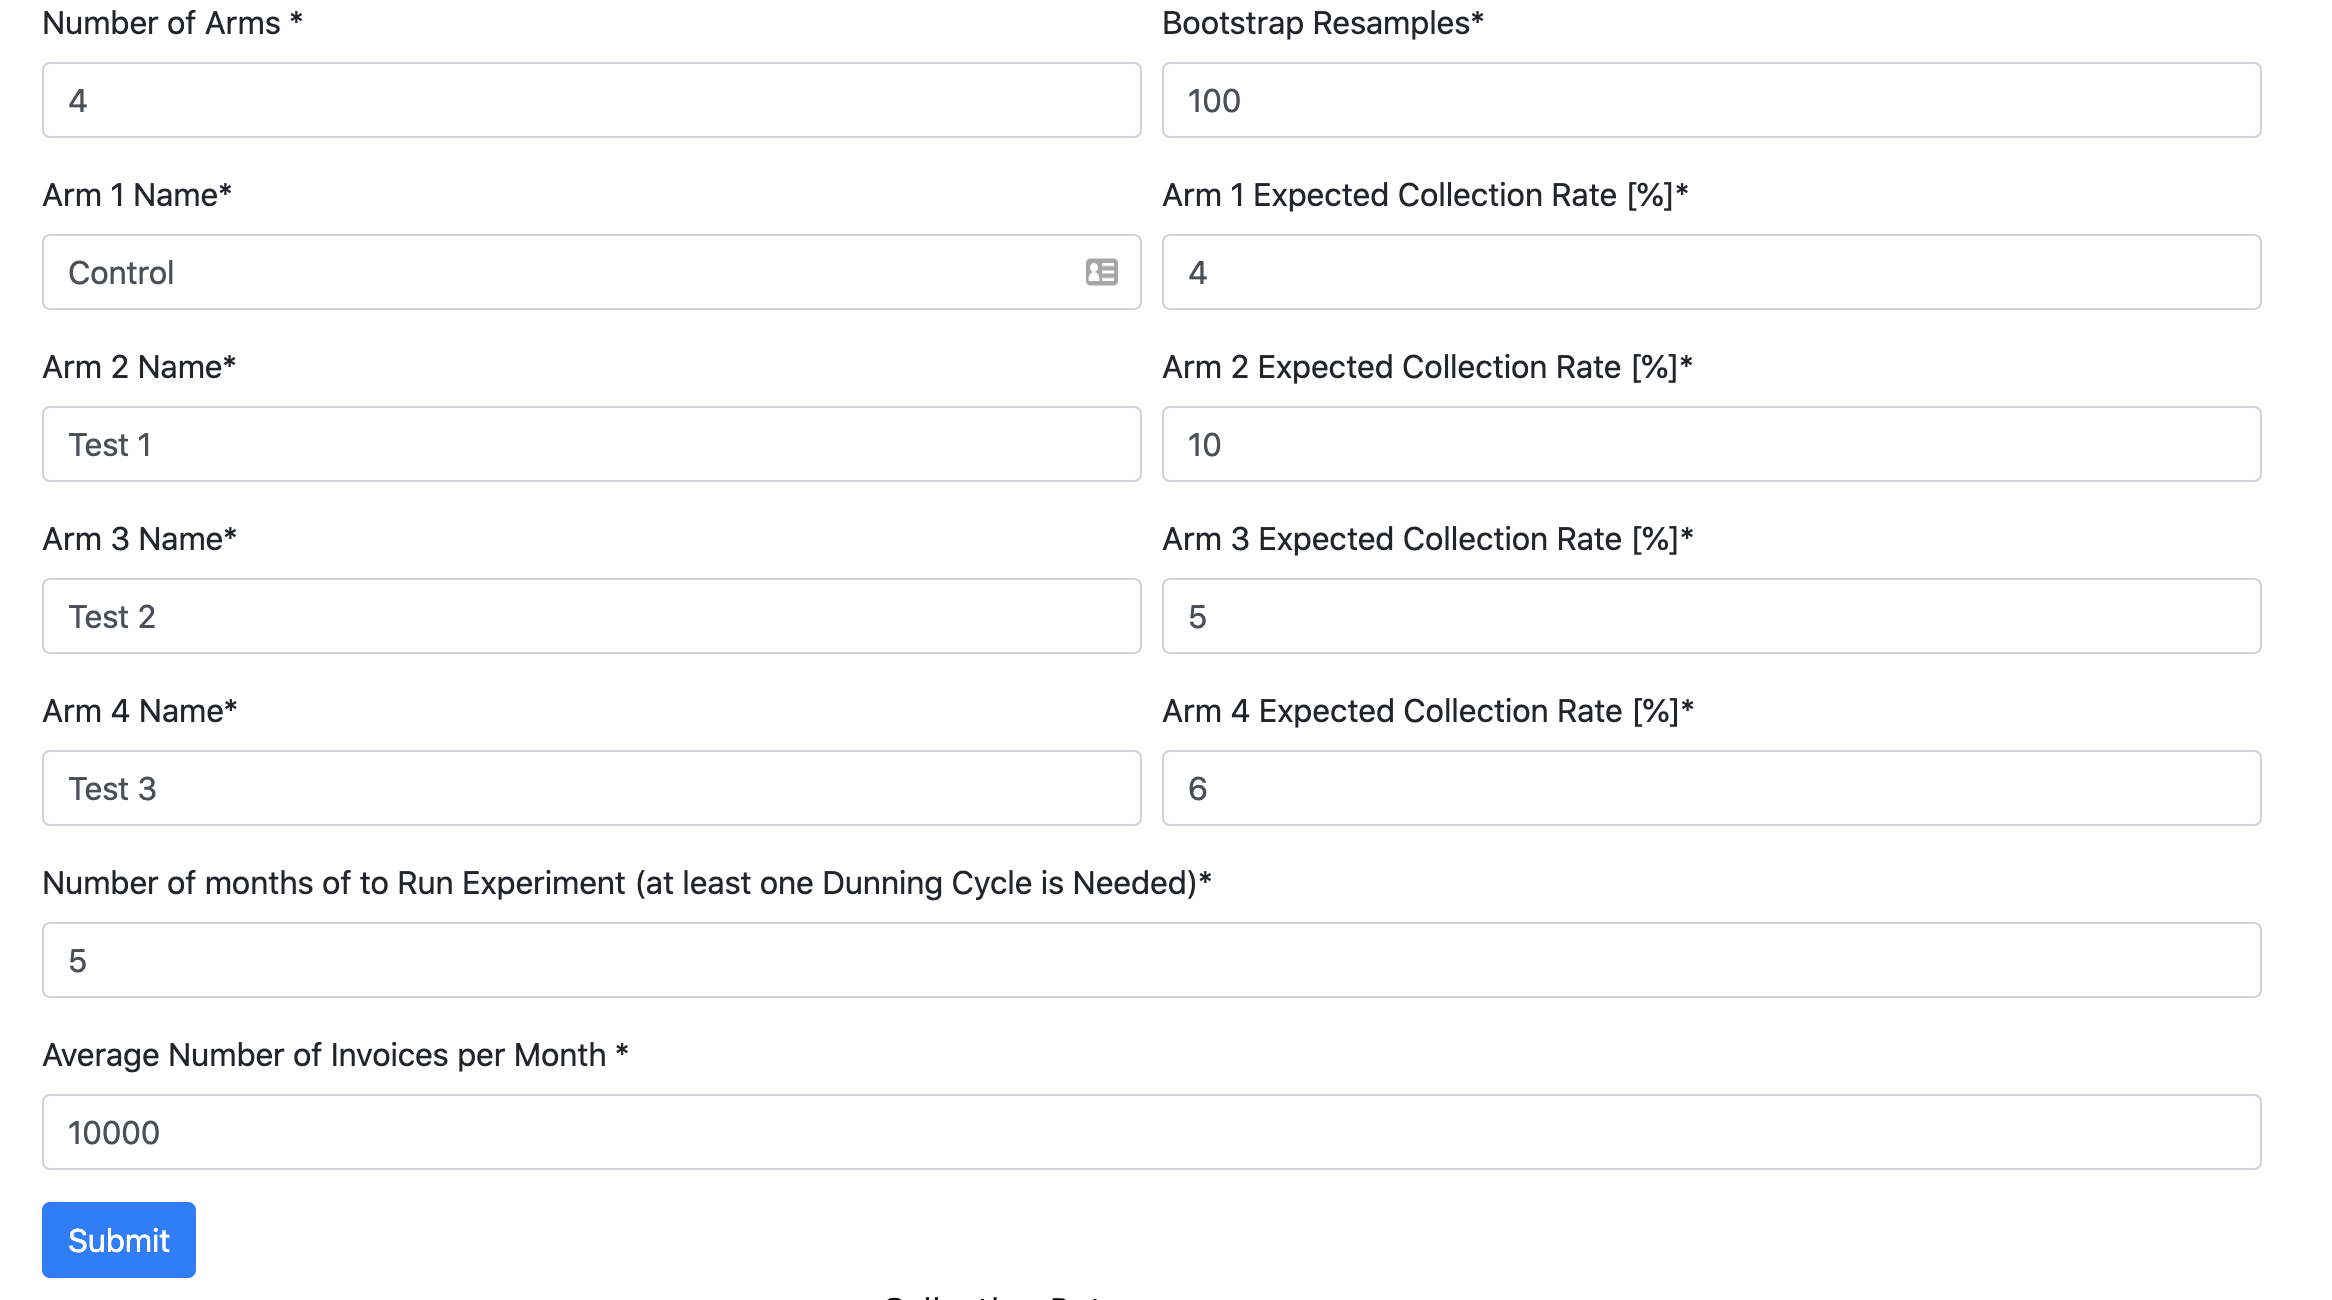 Number of Arms *
Bootstrap Resamples*
4
100
Arm 1 Name*
Arm 1 Expected Collection Rate [%]*
Control
4
Arm 2 Name*
Arm 2 Expected Collection Rate [%]*
Test 1
10
Arm 3 Name*
Arm 3 Expected Collection Rate [%]*
Test 2
5
Arm 4 Name*
Arm 4 Expected Collection Rate [%]*
Test 3
6
Number of months of to Run Experiment (at least one Dunning Cycle is Needed)*
5
Average Number of Invoices per Month *
10000
Submit